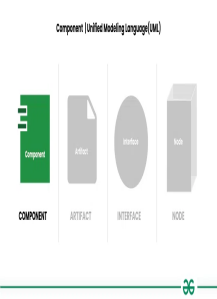 Component | Unified Modeling Language(UML)
Component
Artifact
Interface
Node
COMPONENT
ARTIFACT
INTERFACE
NODE